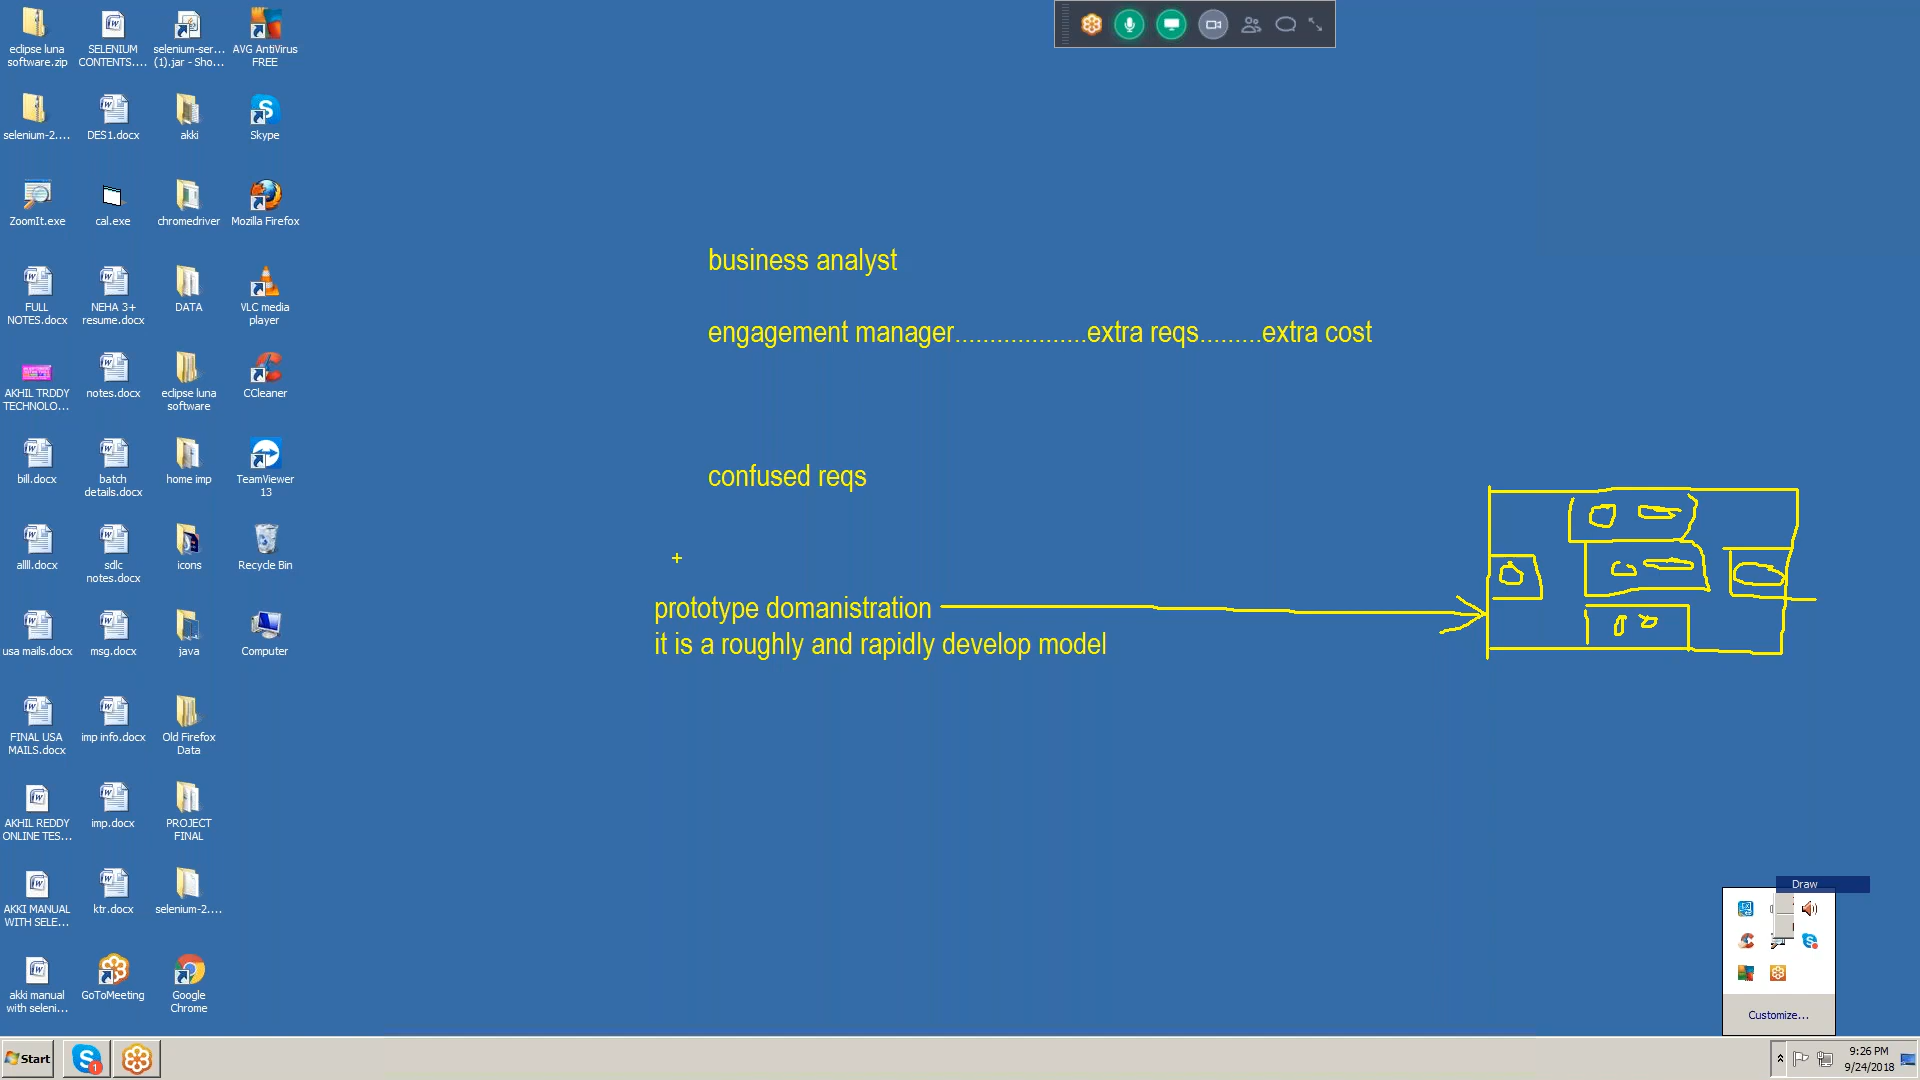 eclipse luna
software.zip
SELENIUM
CONTENTS....
selenium-ser...
(1).jar - Sho...
AVG AntiVirus
FREE
selenium-2....
DES1.docx
akki
Skype
ZoomIt.exe
cal.exe
chromedriver
Mozilla Firefox
business analyst
FULL
NOTES.docx
NEHA 3+
resume.docx
DATA
VLC media
player
engagement manager...................extra reqs.........extra cost
AKHIL TRDDY
TECHNOLO...
notes.docx
eclipse luna
software
CCleaner
bill.docx
batch
details.docx
home imp
TeamViewer
13
confused reqs
allll.docx
sdlc
notes.docx
icons
Recycle Bin
prototype domanistration
it is a roughly and rapidly develop model
usa mails.docx
msg.docx
java
Computer
FINAL USA
MAILS.docx
imp info.docx
Old Firefox
Data
AKHIL REDDY
ONLINE TES...
imp.docx
PROJECT
FINAL
AKKI MANUAL
WITH SELE...
ktr.docx
selenium-2....
Draw
akki manual
with seleni...
GoToMeeting
Google
Chrome
Customize...
Start
1
9:26 PM
9/24/2018